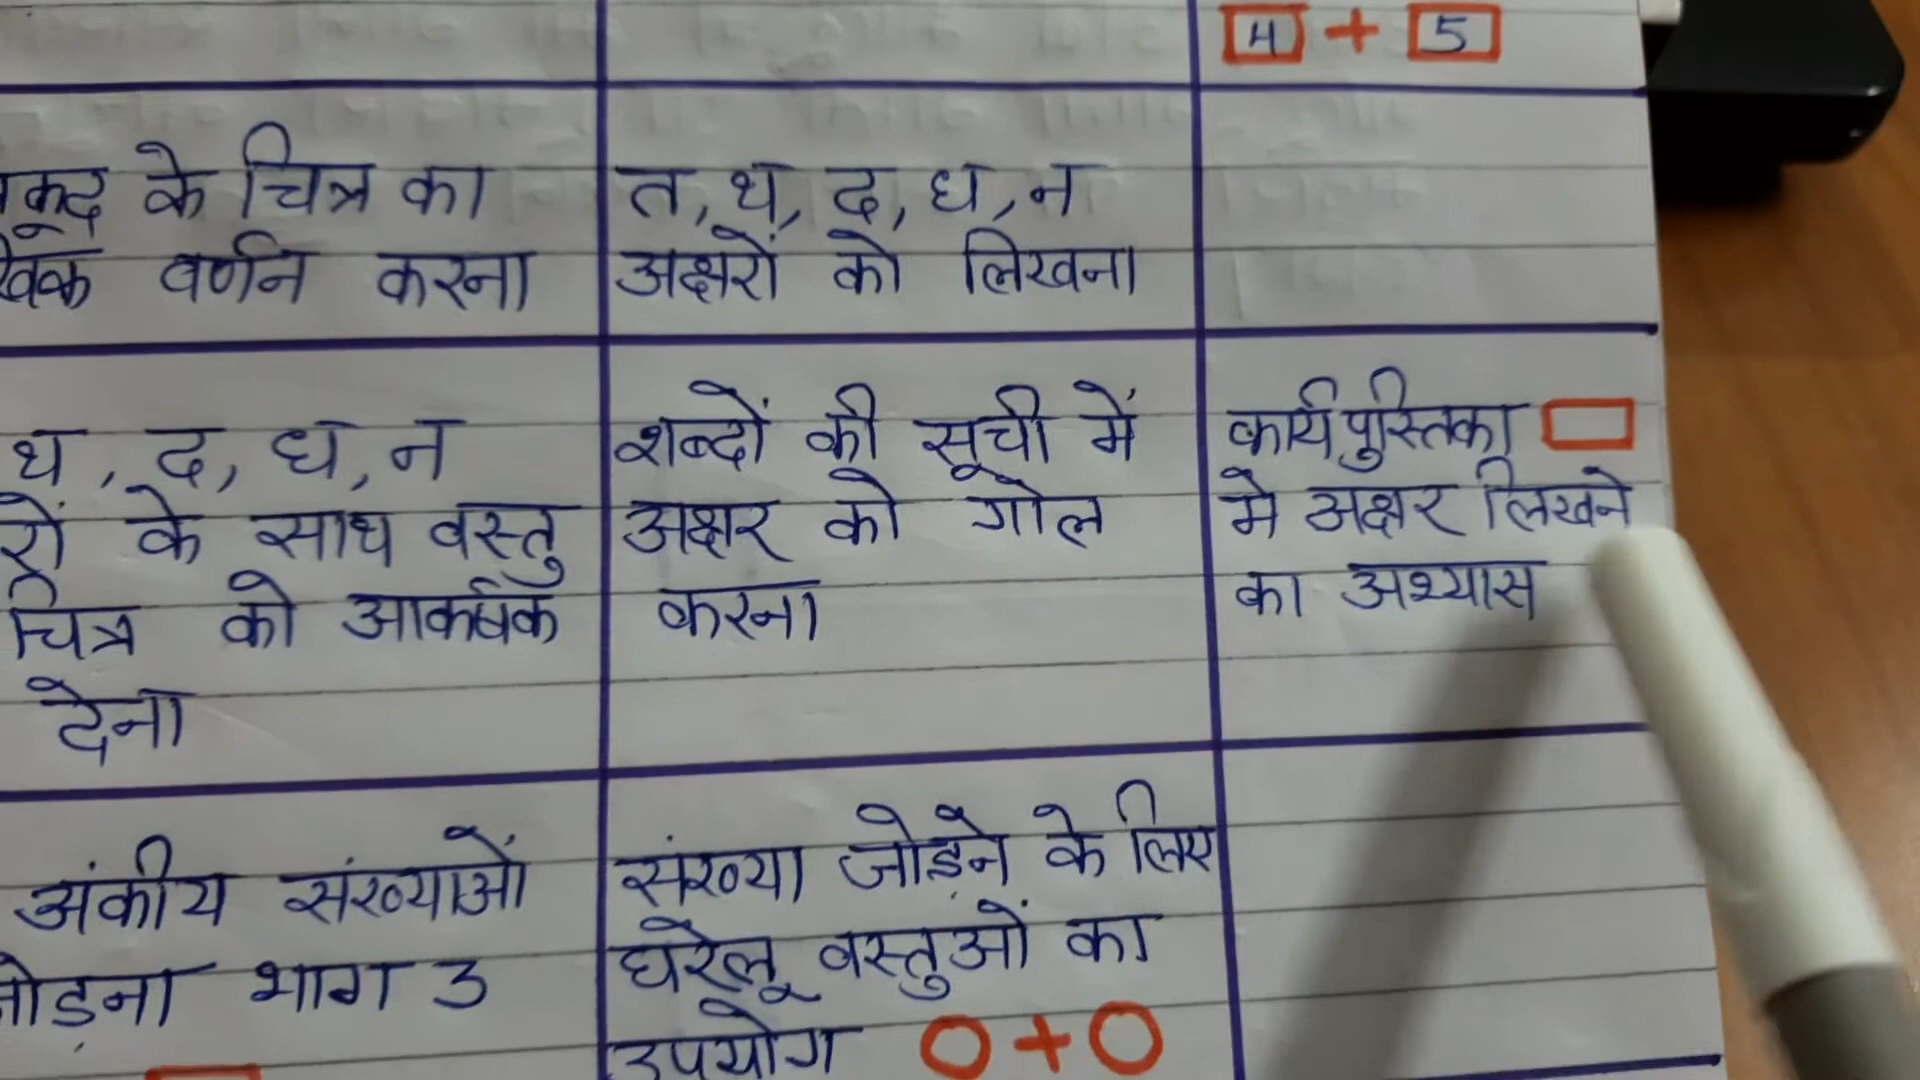 4 + 5
के चित्र का
वर्णन करना
त, थ, द, ध, न
अक्षरों को लिखना
थ, द, ध, न
के साथ वस्तु
चित्र को आकर्षक
देना
शब्दों की सूची में
अक्षर को गोल
करना
कार्यपुस्तिका
मे अक्षर लिखने
का अभ्यास
अंकीय संख्याओं
भाग 3
संख्या जोड़ने के लिए
घरेलू वस्तुओं का
उपयोग O + O